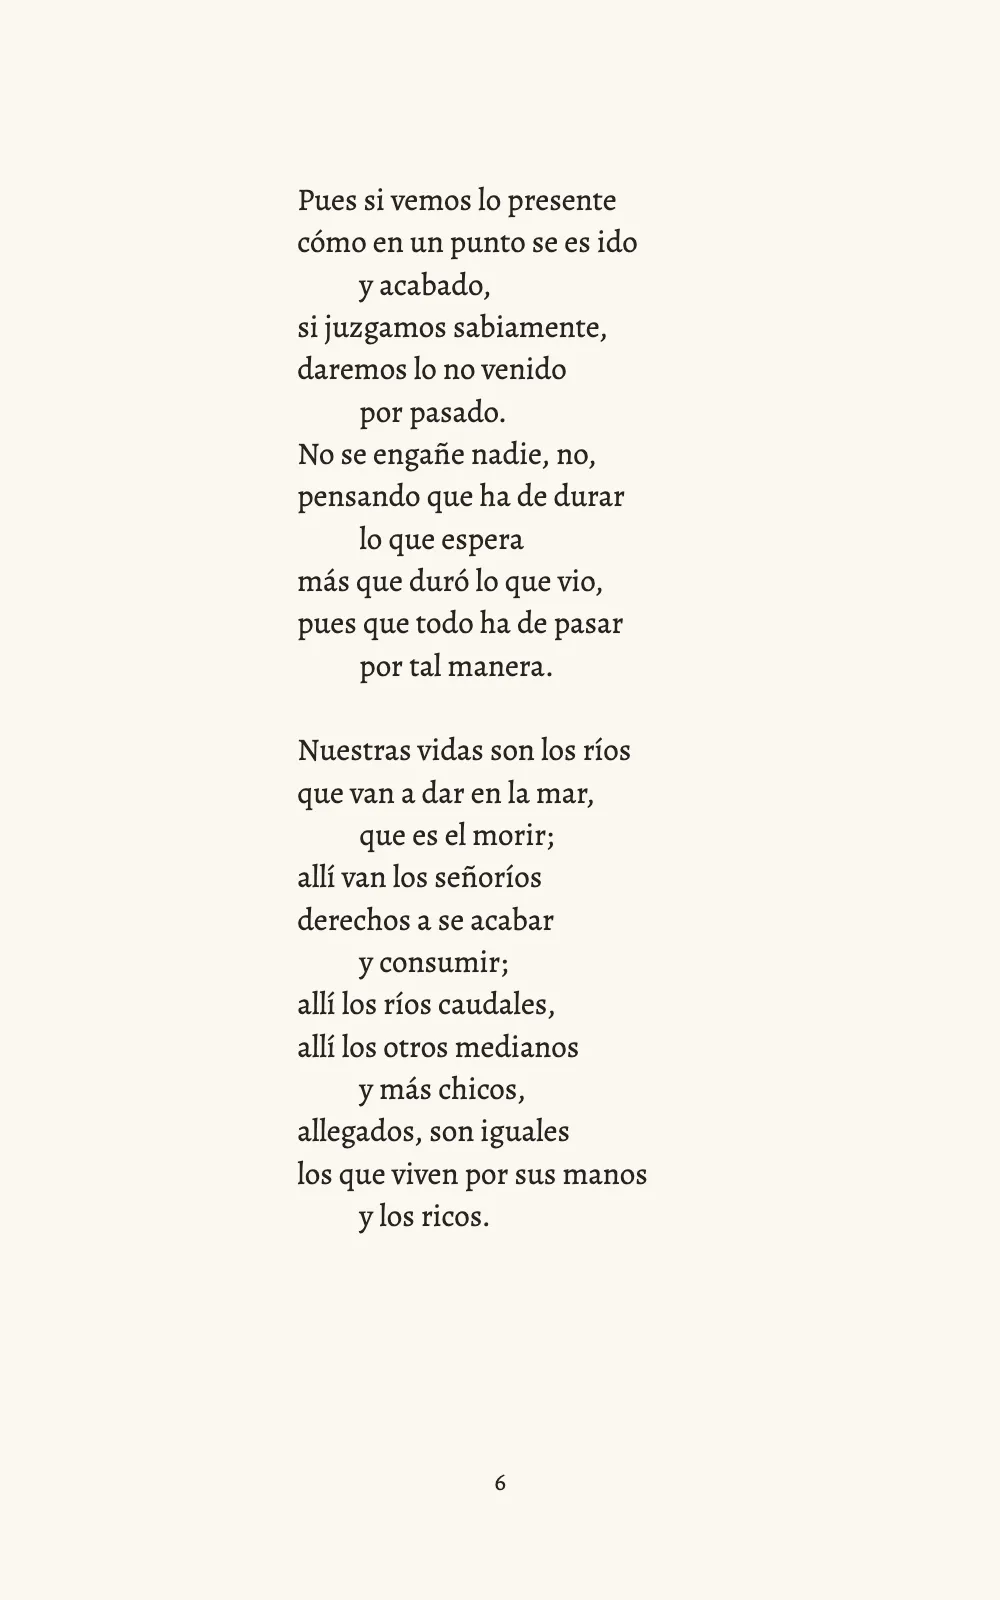 Pues si vemos lo presente
cómo en un punto se es ido
y acabado,
si juzgamos sabiamente,
daremos lo no venido
por pasado.
No se engañe nadie, no,
pensando que ha de durar
lo que espera
más que duró lo que vio,
pues que todo ha de pasar
por tal manera.

Nuestras vidas son los ríos
que van a dar en la mar,
que es el morir;
allí van los señoríos
derechos a se acabar
y consumir;
allí los ríos caudales,
allí los otros medianos
y más chicos,
allegados, son iguales
los que viven por sus manos
y los ricos.

6